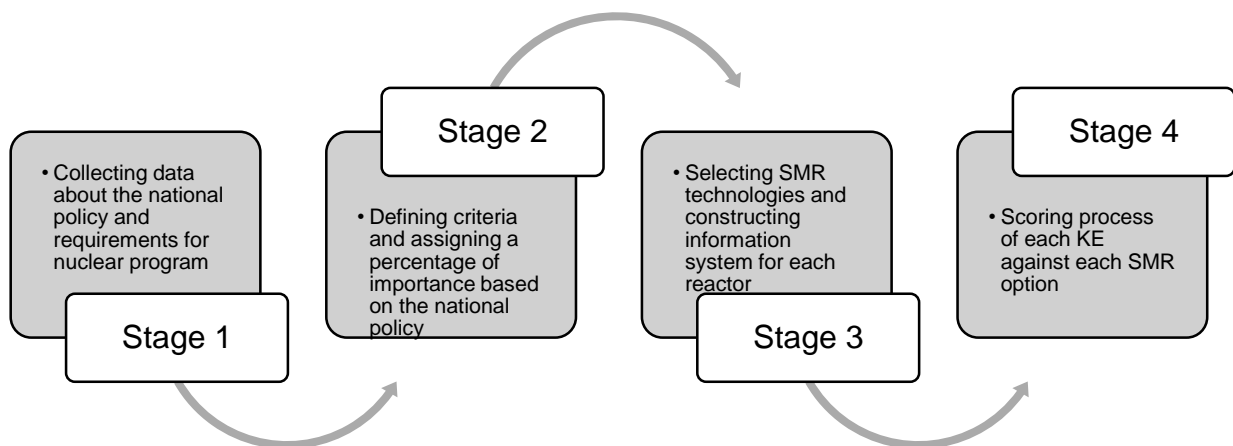 • Collecting data
about the national
policy and
requirements for
nuclear program
Stage 1
Stage 2
• Defining criteria
and assigning a
percentage of
importance based
on the national
policy
• Selecting SMR
technologies and
constructing
information
system for each
reactor
Stage 3
Stage 4
• Scoring process
of each KE
against each SMR
option